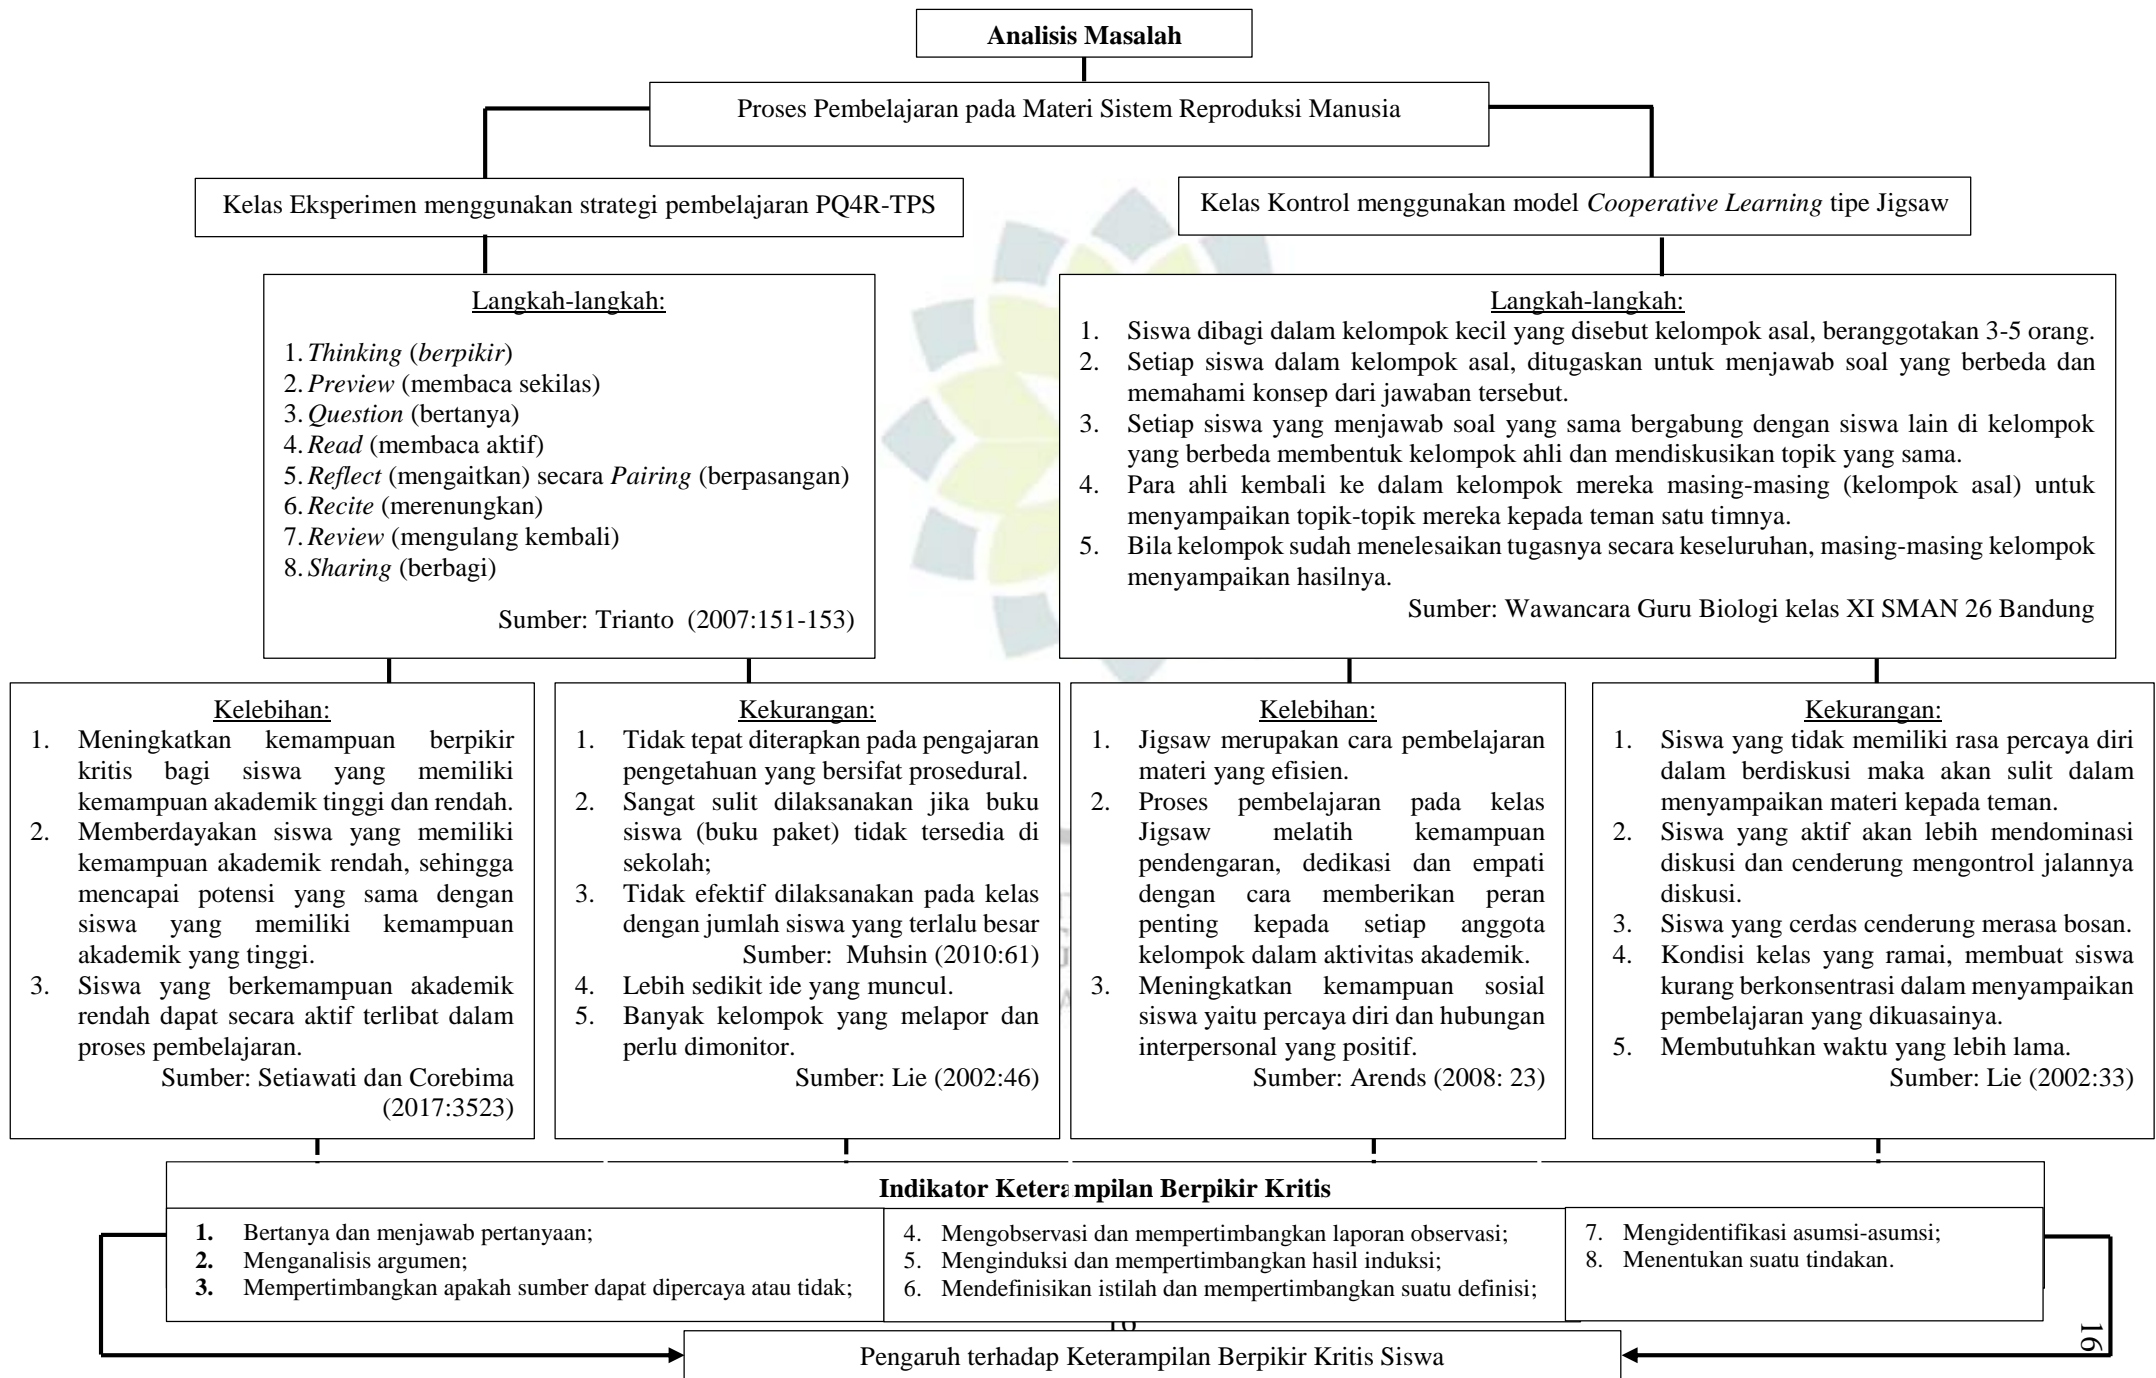 Analisis Masalah
Proses Pembelajaran pada Materi Sistem Reproduksi Manusia
Kelas Eksperimen menggunakan strategi pembelajaran PQ4R-TPS
Kelas Kontrol menggunakan model Cooperative Learning tipe Jigsaw
Langkah-langkah:
1. Thinking (berpikir)
2. Preview (membaca sekilas)
3. Question (bertanya)
4. Read (membaca aktif)
5. Reflect (mengaitkan) secara Pairing (berpasangan)
6. Recite (merenungkan)
7. Review (mengulang kembali)
8. Sharing (berbagi)
Sumber: Trianto (2007:151-153)
Langkah-langkah:
1. Siswa dibagi dalam kelompok kecil yang disebut kelompok asal, beranggotakan 3-5 orang.
2. Setiap siswa dalam kelompok asal, ditugaskan untuk menjawab soal yang berbeda dan
memahami konsep dari jawaban tersebut.
3. Setiap siswa yang menjawab soal yang sama bergabung dengan siswa lain di kelompok
yang berbeda membentuk kelompok ahli dan mendiskusikan topik yang sama.
4. Para ahli kembali ke dalam kelompok mereka masing-masing (kelompok asal) untuk
menyampaikan topik-topik mereka kepada teman satu timnya.
5. Bila kelompok sudah menelesaikan tugasnya secara keseluruhan, masing-masing kelompok
menyampaikan hasilnya.
Sumber: Wawancara Guru Biologi kelas XI SMAN 26 Bandung
Kelebihan:
1. Meningkatkan kemampuan berpikir
kritis bagi siswa yang memiliki
kemampuan akademik tinggi dan rendah.
2. Memberdayakan siswa yang memiliki
kemampuan akademik rendah, sehingga
mencapai potensi yang sama dengan
siswa yang memiliki kemampuan
akademik yang tinggi.
3. Siswa yang berkemampuan akademik
rendah dapat secara aktif terlibat dalam
proses pembelajaran.
Sumber: Setiawati dan Corebima
(2017:3523)
Kekurangan:
1. Tidak tepat diterapkan pada pengajaran
pengetahuan yang bersifat prosedural.
2. Sangat sulit dilaksanakan jika buku
siswa (buku paket) tidak tersedia di
sekolah;
3. Tidak efektif dilaksanakan pada kelas
dengan jumlah siswa yang terlalu besar
Sumber: Muhsin (2010:61)
4. Lebih sedikit ide yang muncul.
5. Banyak kelompok yang melapor dan
perlu dimonitor.
Sumber: Lie (2002:46)
Kelebihan:
1. Jigsaw merupakan cara pembelajaran
materi yang efisien.
2. Proses pembelajaran pada kelas
Jigsaw melatih kemampuan
pendengaran, dedikasi dan empati
dengan cara memberikan peran
penting kepada setiap anggota
kelompok dalam aktivitas akademik.
3. Meningkatkan kemampuan sosial
siswa yaitu percaya diri dan hubungan
interpersonal yang positif.
Sumber: Arends (2008: 23)
Kekurangan:
1. Siswa yang tidak memiliki rasa percaya diri
dalam berdiskusi maka akan sulit dalam
menyampaikan materi kepada teman.
2. Siswa yang aktif akan lebih mendominasi
diskusi dan cenderung mengontrol jalannya
diskusi.
3. Siswa yang cerdas cenderung merasa bosan.
4. Kondisi kelas yang ramai, membuat siswa
kurang berkonsentrasi dalam menyampaikan
pembelajaran yang dikuasainya.
5. Membutuhkan waktu yang lebih lama.
Sumber: Lie (2002:33)
Indikator Keterampilan Berpikir Kritis
1. Bertanya dan menjawab pertanyaan;
2. Menganalisis argumen;
3. Mempertimbangkan apakah sumber dapat dipercaya atau tidak;
4. Mengobservasi dan mempertimbangkan laporan observasi;
5. Menginduksi dan mempertimbangkan hasil induksi;
6. Mendefinisikan istilah dan mempertimbangkan suatu definisi;
7. Mengidentifikasi asumsi-asumsi;
8. Menentukan suatu tindakan.
Pengaruh terhadap Keterampilan Berpikir Kritis Siswa
16